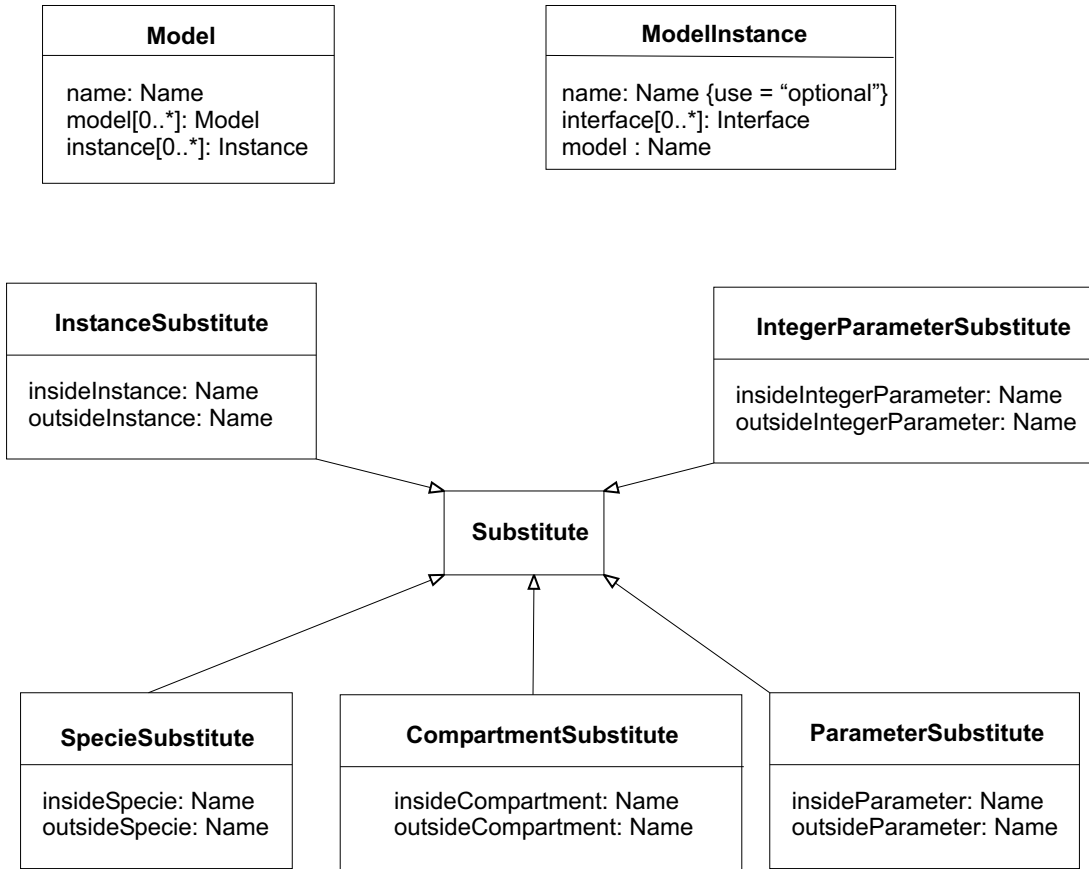 Model
name: Name
model[0..*]: Model
instance[0..*]: Instance
ModelInstance
name: Name {use = “optional”}
interface[0..*]: Interface
model : Name
InstanceSubstitute
insideInstance: Name
outsideInstance: Name
IntegerParameterSubstitute
insideIntegerParameter: Name
outsideIntegerParameter: Name
Substitute
SpecieSubstitute
insideSpecie: Name
outsideSpecie: Name
CompartmentSubstitute
insideCompartment: Name
outsideCompartment: Name
ParameterSubstitute
insideParameter: Name
outsideParameter: Name